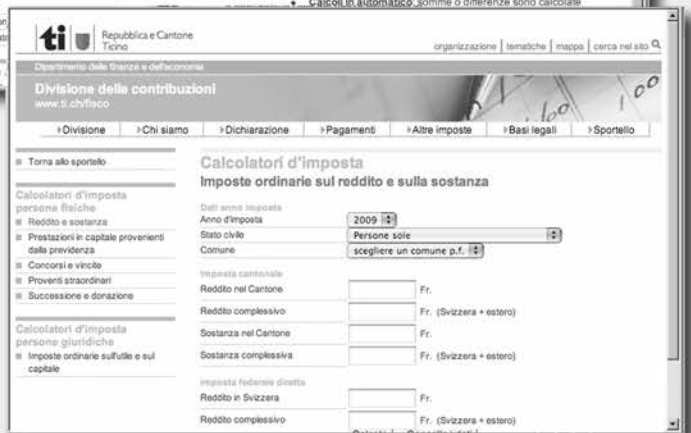 Calcoli in automatico: somme o differenze sono calcolate
ti
Repubblica e Cantone
Ticino
organizzazione | tematiche | mappa | cerca nel sito
Dipartimento delle finanze e dell'economia
Divisione delle contribuzioni
www.ti.ch/fisco
Divisione
Chi siamo
Dichiarazione
Pagamenti
Altre imposte
Basi legali
Sportello
Torna allo sportello
Calcolatori d'imposta
persone fisiche
Reddito e sostanza
Prestazioni in capitale provenienti
dalla previdenza
Concorsi e vincite
Proventi straordinari
Successione e donazione
Calcolatori d'imposta
persone giuridiche
Imposte ordinarie sull'utile e sul
capitale
Calcolatori d'imposta
Imposte ordinarie sul reddito e sulla sostanza
Dati anno imposta
Anno d'imposta 2009
Stato civile Persone sole
Comune scegliere un comune p.f.
Imposta cantonale
Reddito nel Cantone Fr.
Reddito complessivo Fr. (Svizzera + estero)
Sostanza nel Cantone Fr.
Sostanza complessiva Fr. (Svizzera + estero)
Imposta federale diretta
Reddito in Svizzera Fr.
Reddito complessivo Fr. (Svizzera + estero)